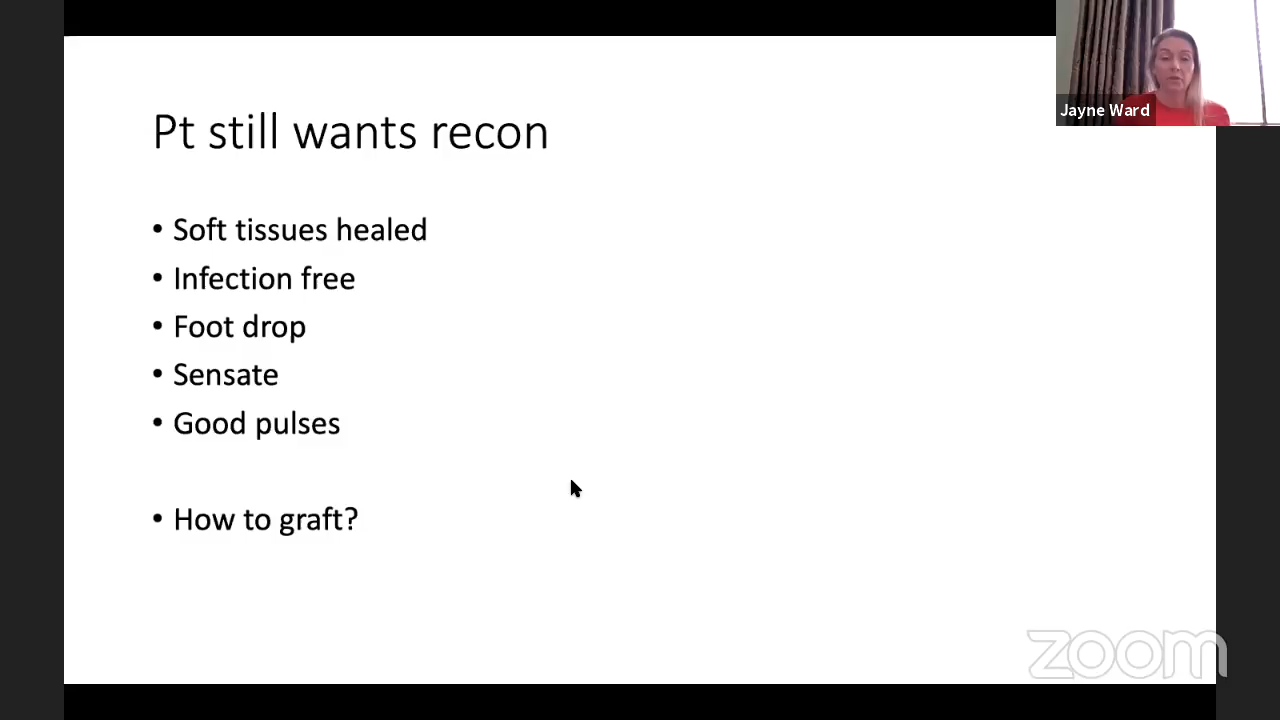 Jayne Ward
Pt still wants recon
• Soft tissues healed
• Infection free
• Foot drop
• Sensate
• Good pulses
• How to graft?
zoom